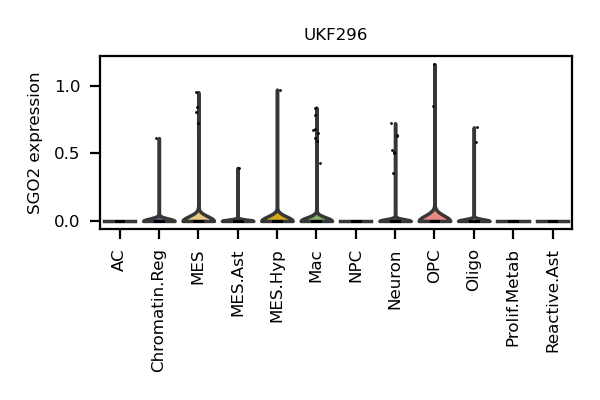 UKF296
SGO2 expression
1.0
0.5
0.0
AC
Chromatin.Reg
MES
MES.Ast
MES.Hyp
Mac
NPC
Neuron
OPC
Oligo
Prolif.Metab
Reactive.Ast